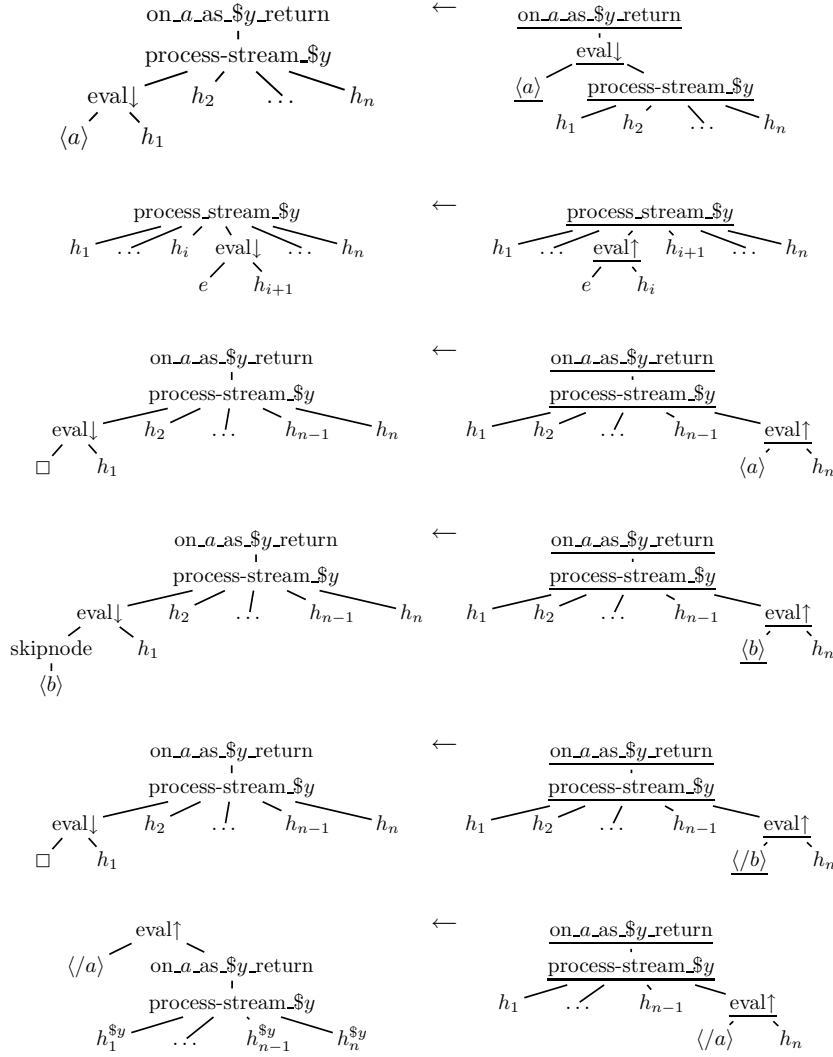 on_a_as_$y_return ← on_a_as_$y_return
process-stream_$y eval↓
eval↓ h₂ … hₙ ⟨a⟩ process-stream_$y
⟨a⟩ h₁ h₁ h₂ … hₙ
process_stream_$y ← process_stream_$y
h₁ … hᵢ eval↓ … hₙ h₁ … eval↑ hᵢ₊₁ … hₙ
e hᵢ₊₁ e hᵢ
on_a_as_$y_return ← on_a_as_$y_return
process-stream_$y process-stream_$y
eval↓ h₂ … hₙ₋₁ hₙ h₁ h₂ … hₙ₋₁ eval↑
□ h₁ ⟨a⟩ hₙ
on_a_as_$y_return ← on_a_as_$y_return
process-stream_$y process-stream_$y
eval↓ h₂ … hₙ₋₁ hₙ h₁ h₂ … hₙ₋₁ eval↑
skipnode h₁ ⟨b⟩ hₙ
⟨b⟩
on_a_as_$y_return ← on_a_as_$y_return
process-stream_$y process-stream_$y
eval↓ h₂ … hₙ₋₁ hₙ h₁ h₂ … hₙ₋₁ eval↑
□ h₁ ⟨/b⟩ hₙ
eval↑ ← on_a_as_$y_return
⟨/a⟩ on_a_as_$y_return process-stream_$y
process-stream_$y h₁ … hₙ₋₁ eval↑
h₁^$y … hₙ₋₁^$y hₙ^$y ⟨/a⟩ hₙ